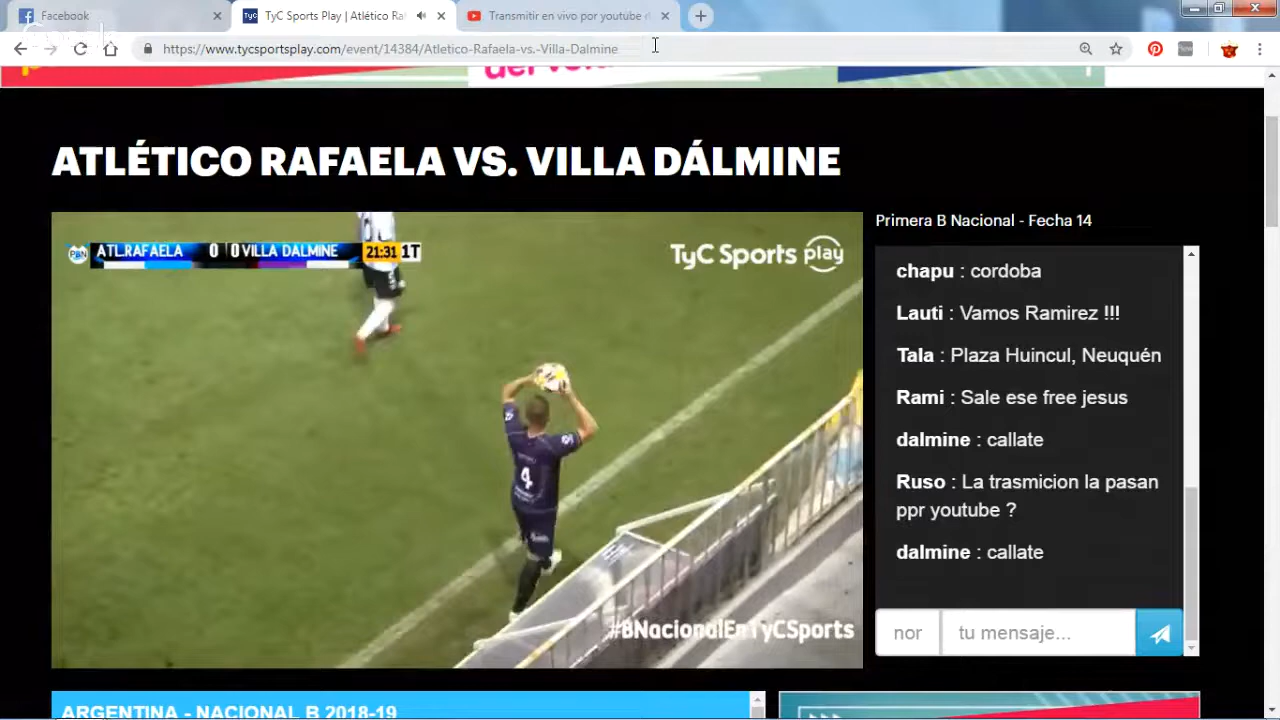 Facebook
TyC TyC Sports Play | Atlético Ra
Transmitir en vivo por youtube d
https://www.tycsportsplay.com/event/14384/Atletico-Rafaela-vs.-Villa-Dalmine
ATLÉTICO RAFAELA VS. VILLA DÁLMINE
Primera B Nacional - Fecha 14
ATL.RAFAELA 0 0 VILLA DALMINE 21:31 1T
TyC Sports play
4
#BNacionalEnTyCSports
chapu : cordoba
Lauti : Vamos Ramirez !!!
Tala : Plaza Huincul, Neuquén
Rami : Sale ese free jesus
dalmine : callate
Ruso : La trasmicion la pasan
ppr youtube ?
dalmine : callate
nor tu mensaje...
ARGENTINA - NACIONAL B 2018-19